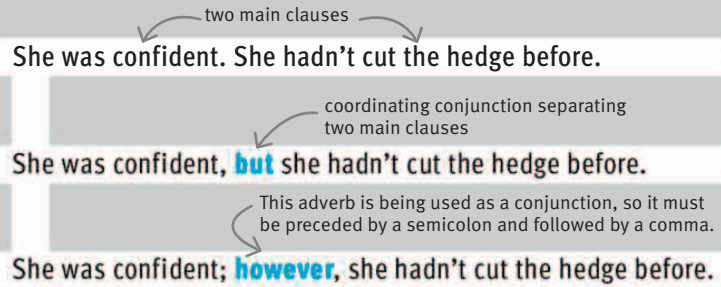 two main clauses
She was confident. She hadn't cut the hedge before.
coordinating conjunction separating
two main clauses
She was confident, but she hadn't cut the hedge before.
This adverb is being used as a conjunction, so it must
be preceded by a semicolon and followed by a comma.
She was confident; however, she hadn't cut the hedge before.